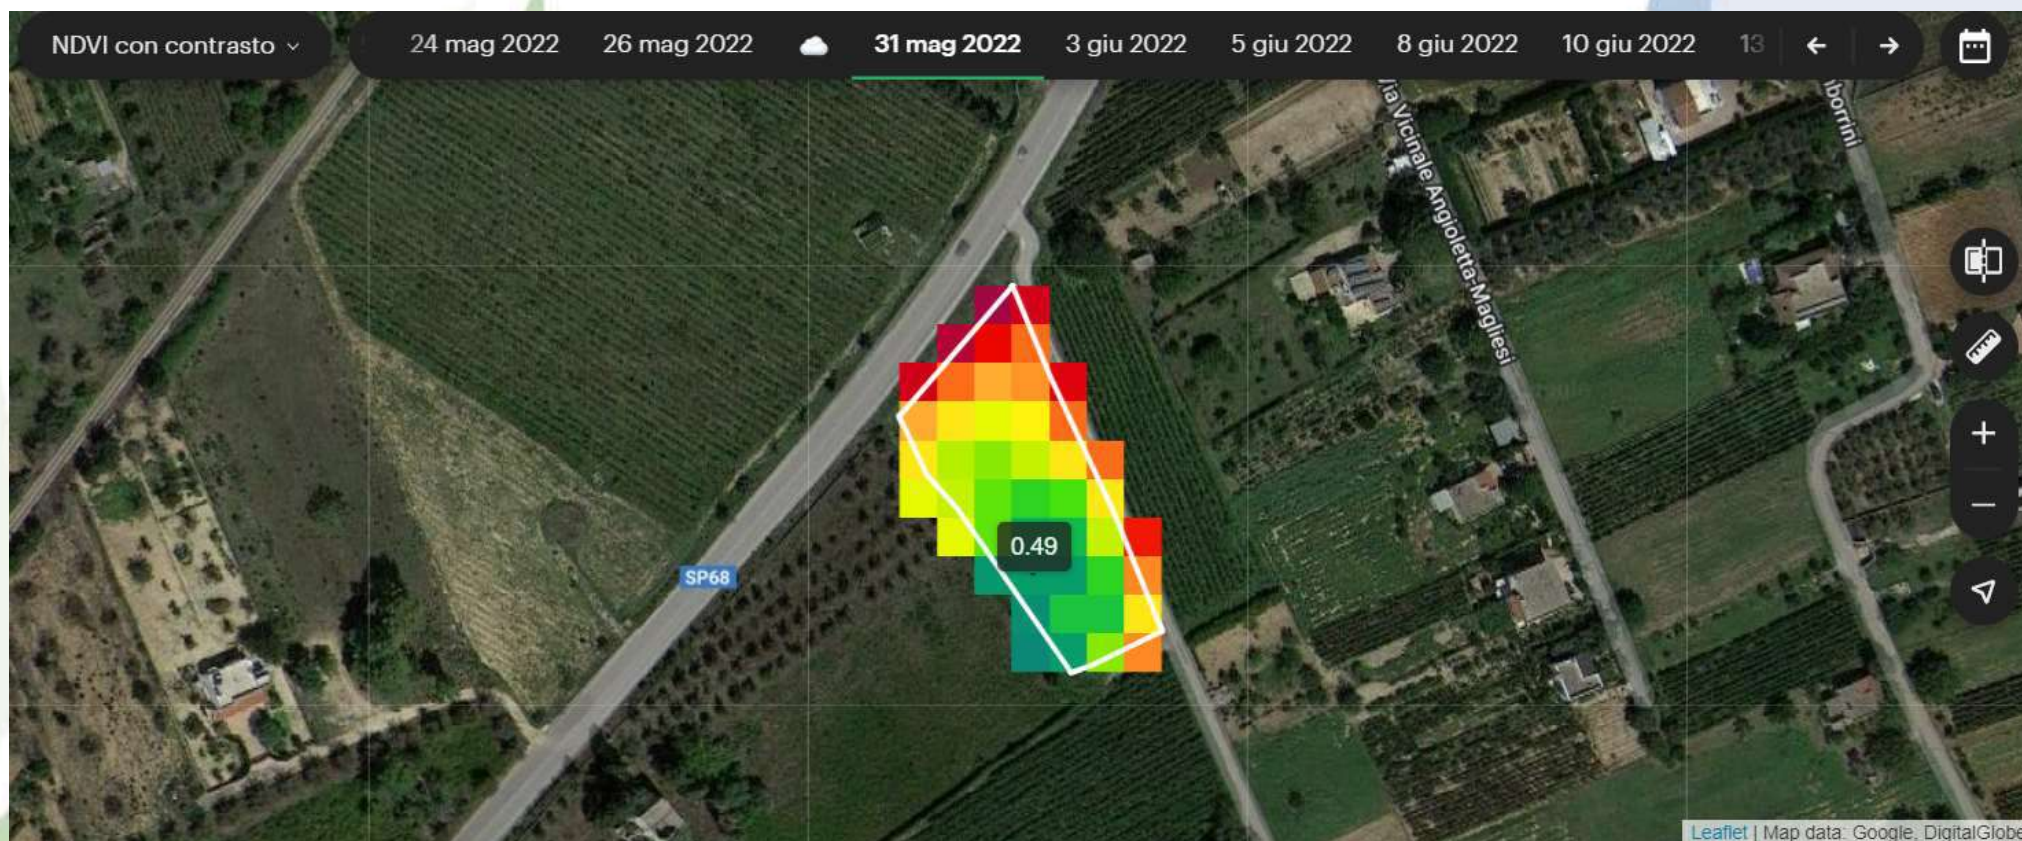 NDVI con contrasto
24 mag 2022 26 mag 2022 31 mag 2022 3 giu 2022 5 giu 2022 8 giu 2022 10 giu 2022 13
Via Vicinale Angioletta-Magliesi
SP68
0.49
Leaflet | Map data: Google, DigitalGlobe